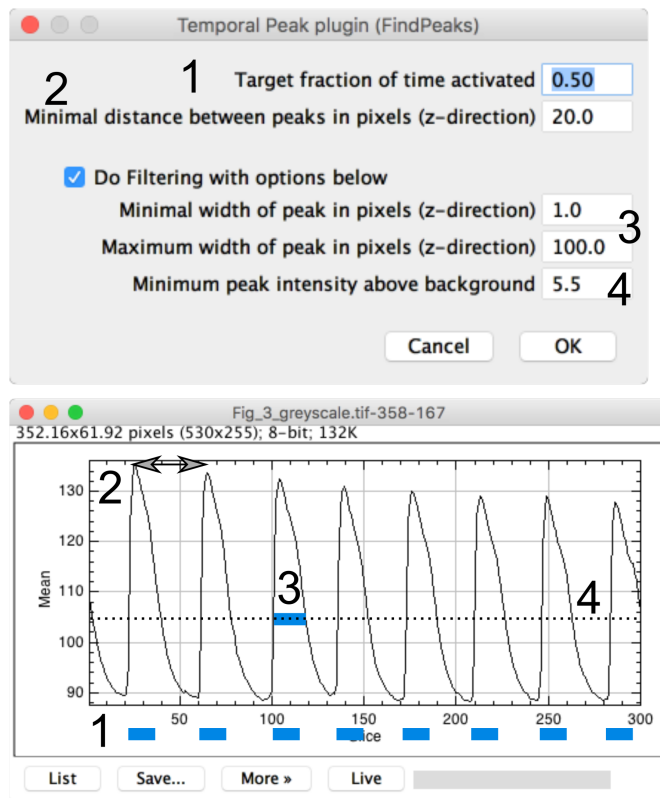 Temporal Peak plugin (FindPeaks)
1 Target fraction of time activated 0.50
2
Minimal distance between peaks in pixels (z-direction) 20.0
Do Filtering with options below
Minimal width of peak in pixels (z-direction) 1.0
3
Maximum width of peak in pixels (z-direction) 100.0
Minimum peak intensity above background 5.5 4
Cancel OK
Fig_3_greyscale.tif-358-167
352.16x61.92 pixels (530x255); 8-bit; 132K
2
130
120
Mean
110
3 4
100
90
1
50 100 150 200 250 300
Slice
List Save... More » Live